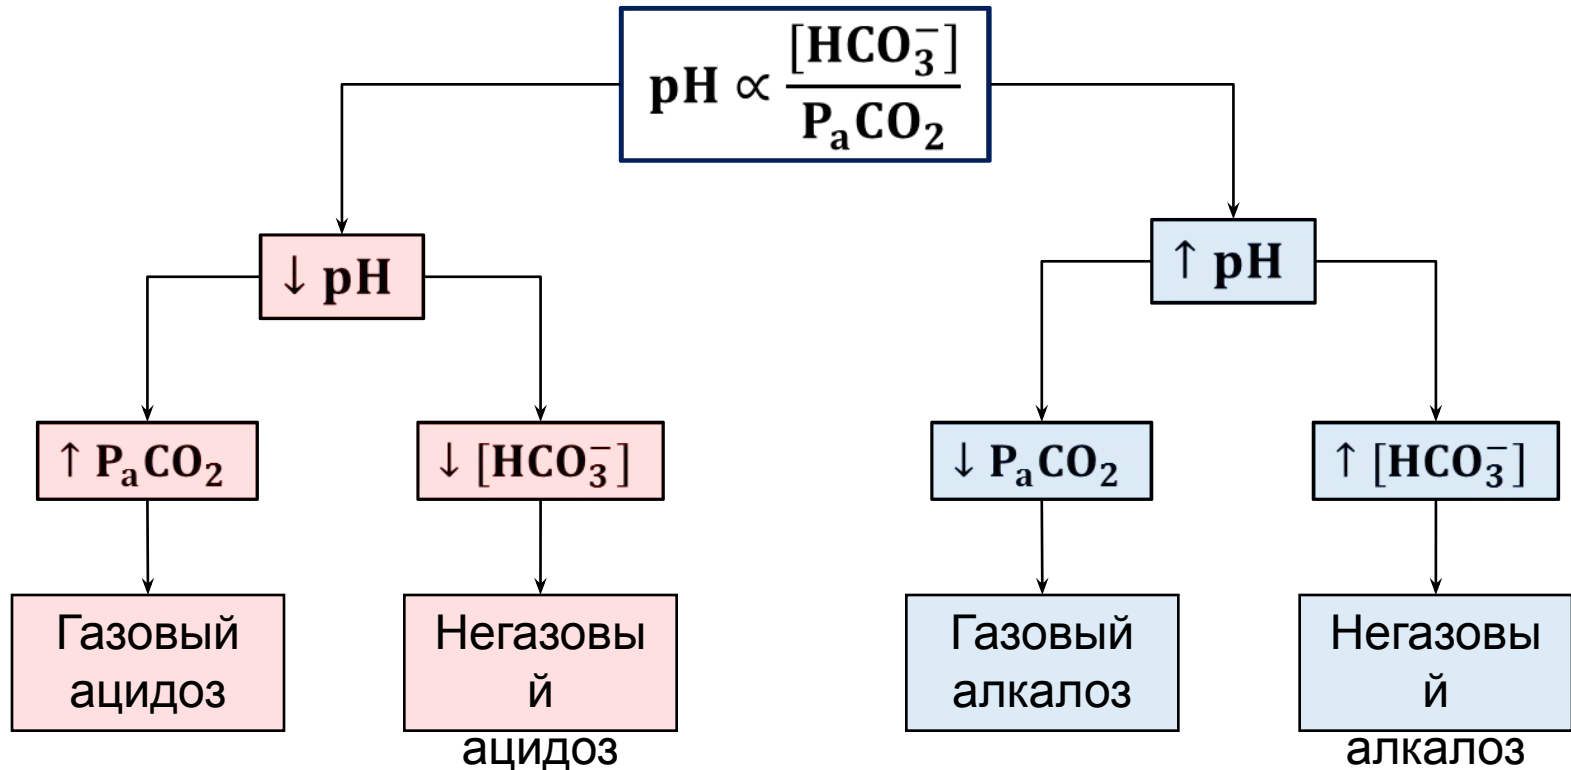 pH ∝ [HCO₃⁻] / PₐCO₂
↓ pH
↑ pH
↑ PₐCO₂
↓ [HCO₃⁻]
↓ PₐCO₂
↑ [HCO₃⁻]
Газовый
ацидоз
Негазовы
й
ацидоз
Газовый
алкалоз
Негазовы
й
алкалоз